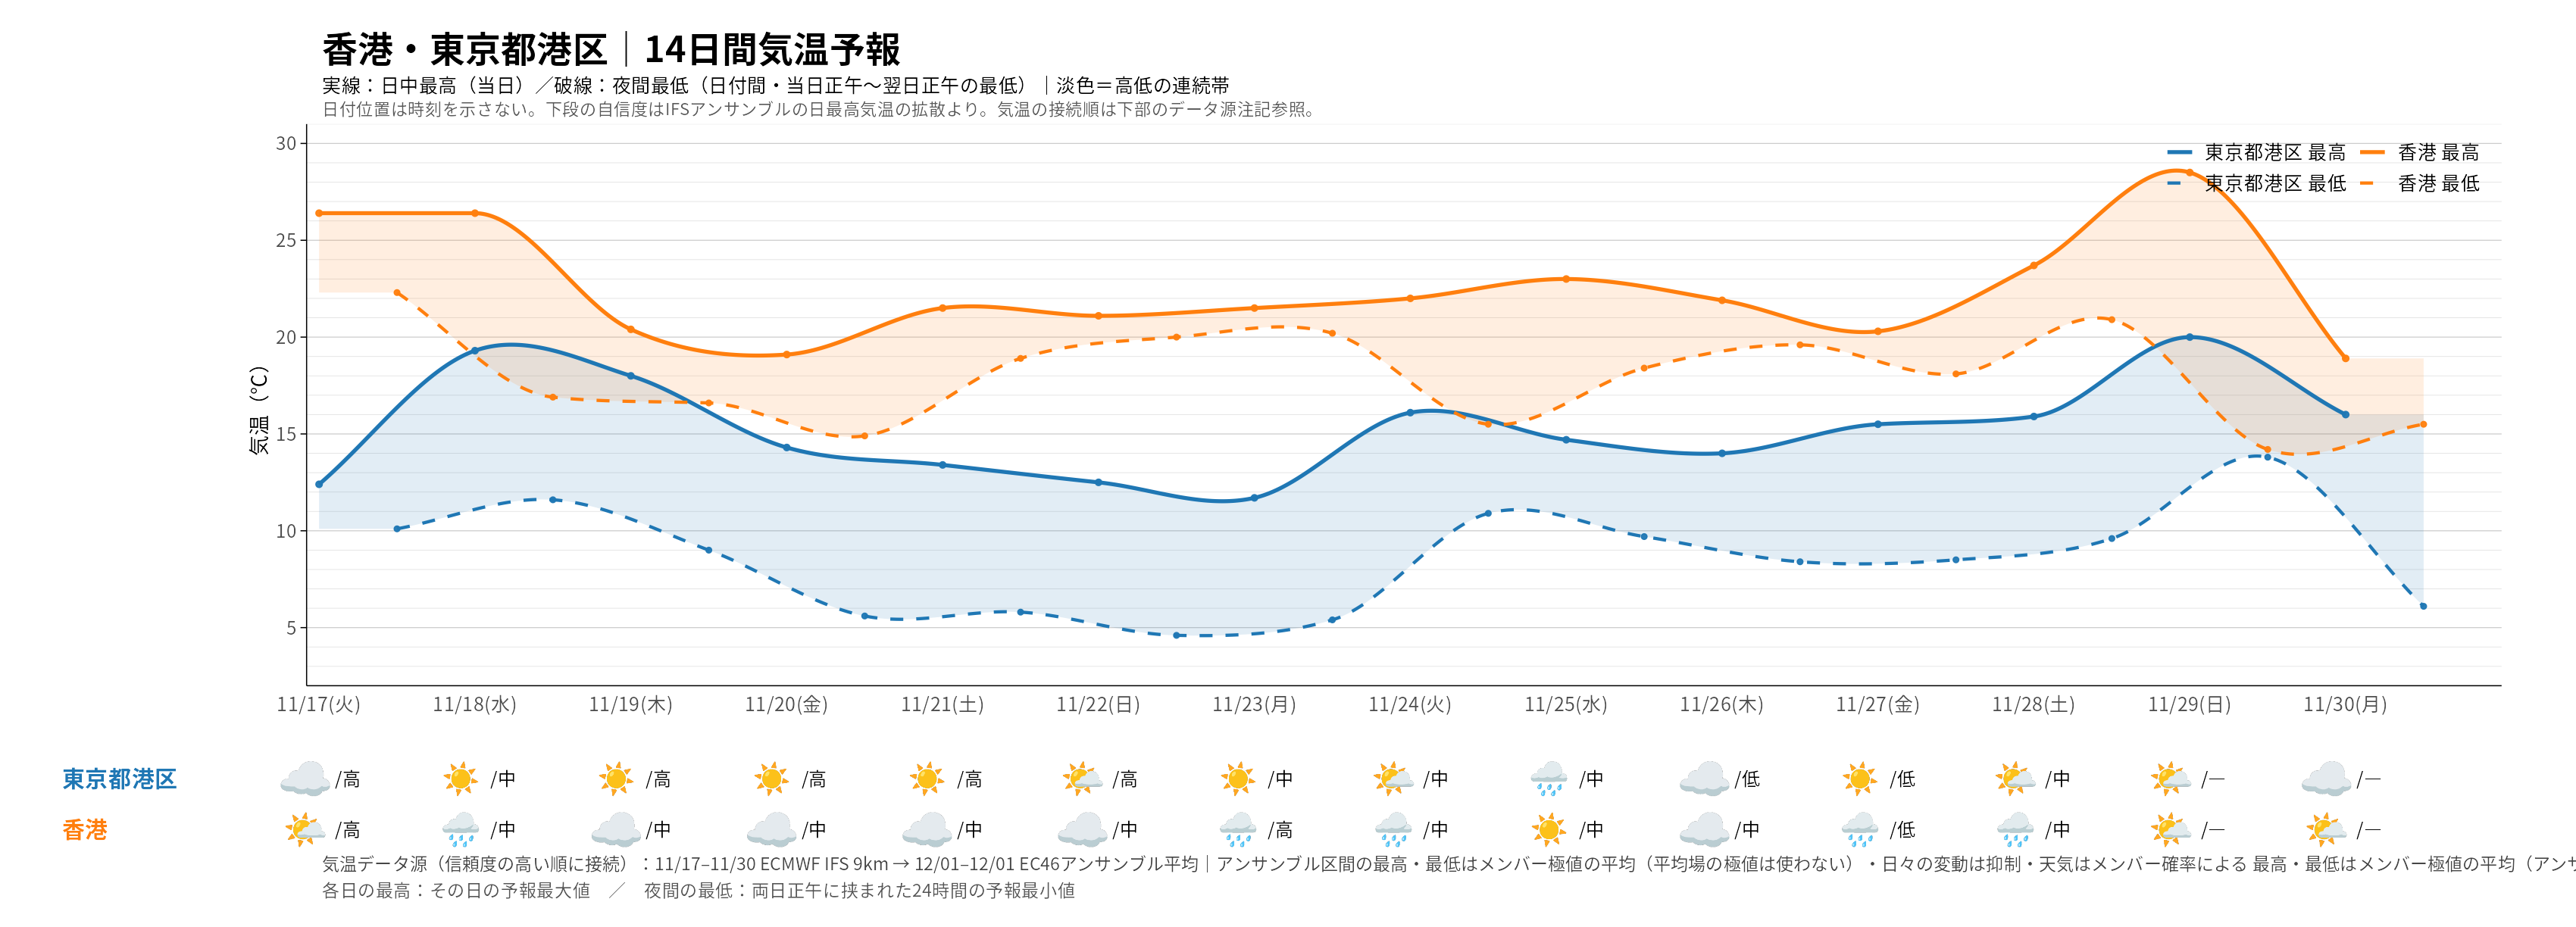 香港・東京都港区｜14日間気温予報
実線：日中最高（当日）／破線：夜間最低（日付間・当日正午～翌日正午の最低）｜淡色＝高低の連続帯
日付位置は時刻を示さない。下段の自信度はIFSアンサンブルの日最高気温の拡散より。気温の接続順は下部のデータ源注記参照。
東京都港区 最高 香港 最高
東京都港区 最低 香港 最低
気温（℃）
30
25
20
15
10
5
11/17(火) 11/18(水) 11/19(木) 11/20(金) 11/21(土) 11/22(日) 11/23(月) 11/24(火) 11/25(水) 11/26(木) 11/27(金) 11/28(土) 11/29(日) 11/30(月)
東京都港区 /高 /中 /高 /高 /高 /高 /中 /中 /中 /低 /低 /中 /— /—
香港 /高 /中 /中 /中 /中 /中 /高 /中 /中 /中 /低 /中 /— /—
気温データ源（信頼度の高い順に接続）：11/17–11/30 ECMWF IFS 9km → 12/01–12/01 EC46アンサンブル平均｜アンサンブル区間の最高・最低はメンバー極値の平均（平均場の極値は使わない）・日々の変動は抑制・天気はメンバー確率による 最高・最低はメンバー極値の平均（アン
各日の最高：その日の予報最大値　／　夜間の最低：両日正午に挟まれた24時間の予報最小値